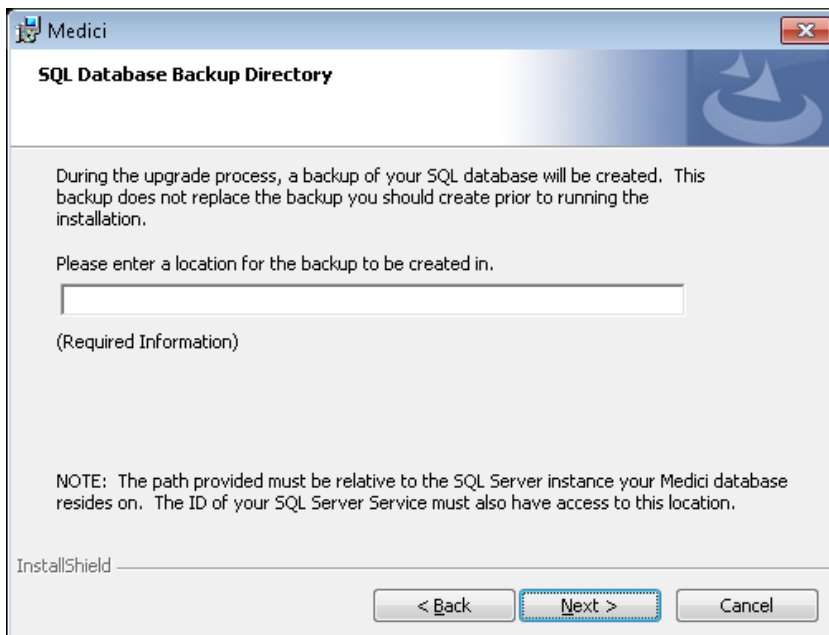 Medici
SQL Database Backup Directory
During the upgrade process, a backup of your SQL database will be created.  This
backup does not replace the backup you should create prior to running the
installation.
Please enter a location for the backup to be created in.
(Required Information)
NOTE:  The path provided must be relative to the SQL Server instance your Medici database
resides on.  The ID of your SQL Server Service must also have access to this location.
InstallShield
< Back
Next >
Cancel